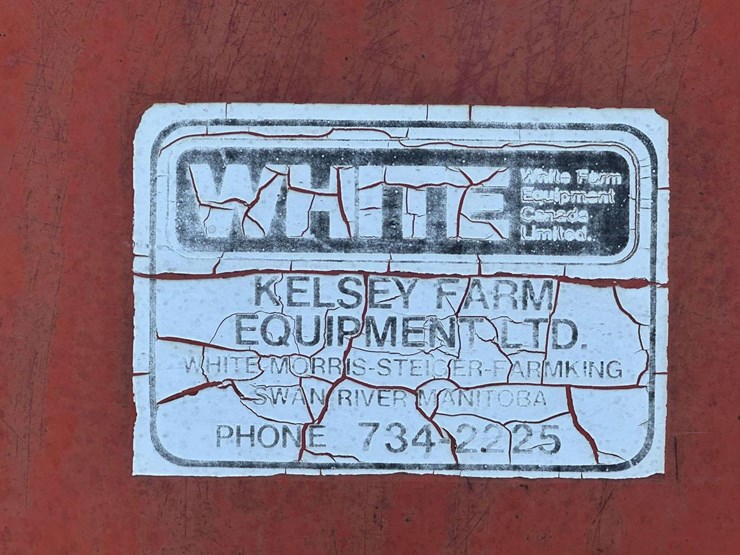 WHITE
White Farm
Equipment
Canada
Limited.
KELSEY FARM
EQUIPMENT LTD.
WHITE-MORRIS-STEIGER-FARMKING
SWAN RIVER MANITOBA
PHONE 734-2225